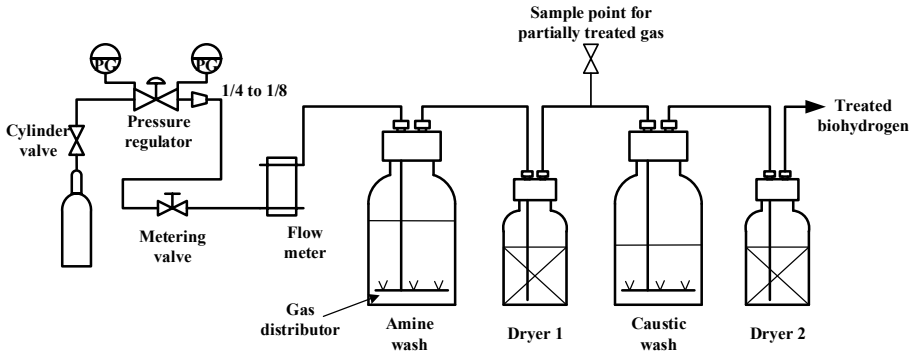 Sample point for
partially treated gas
PG
PG
1/4 to 1/8
Cylinder
valve
Pressure
regulator
Treated
biohydrogen
Metering
valve
Flow
meter
Gas
distributor
Amine
wash
Dryer 1
Caustic
wash
Dryer 2